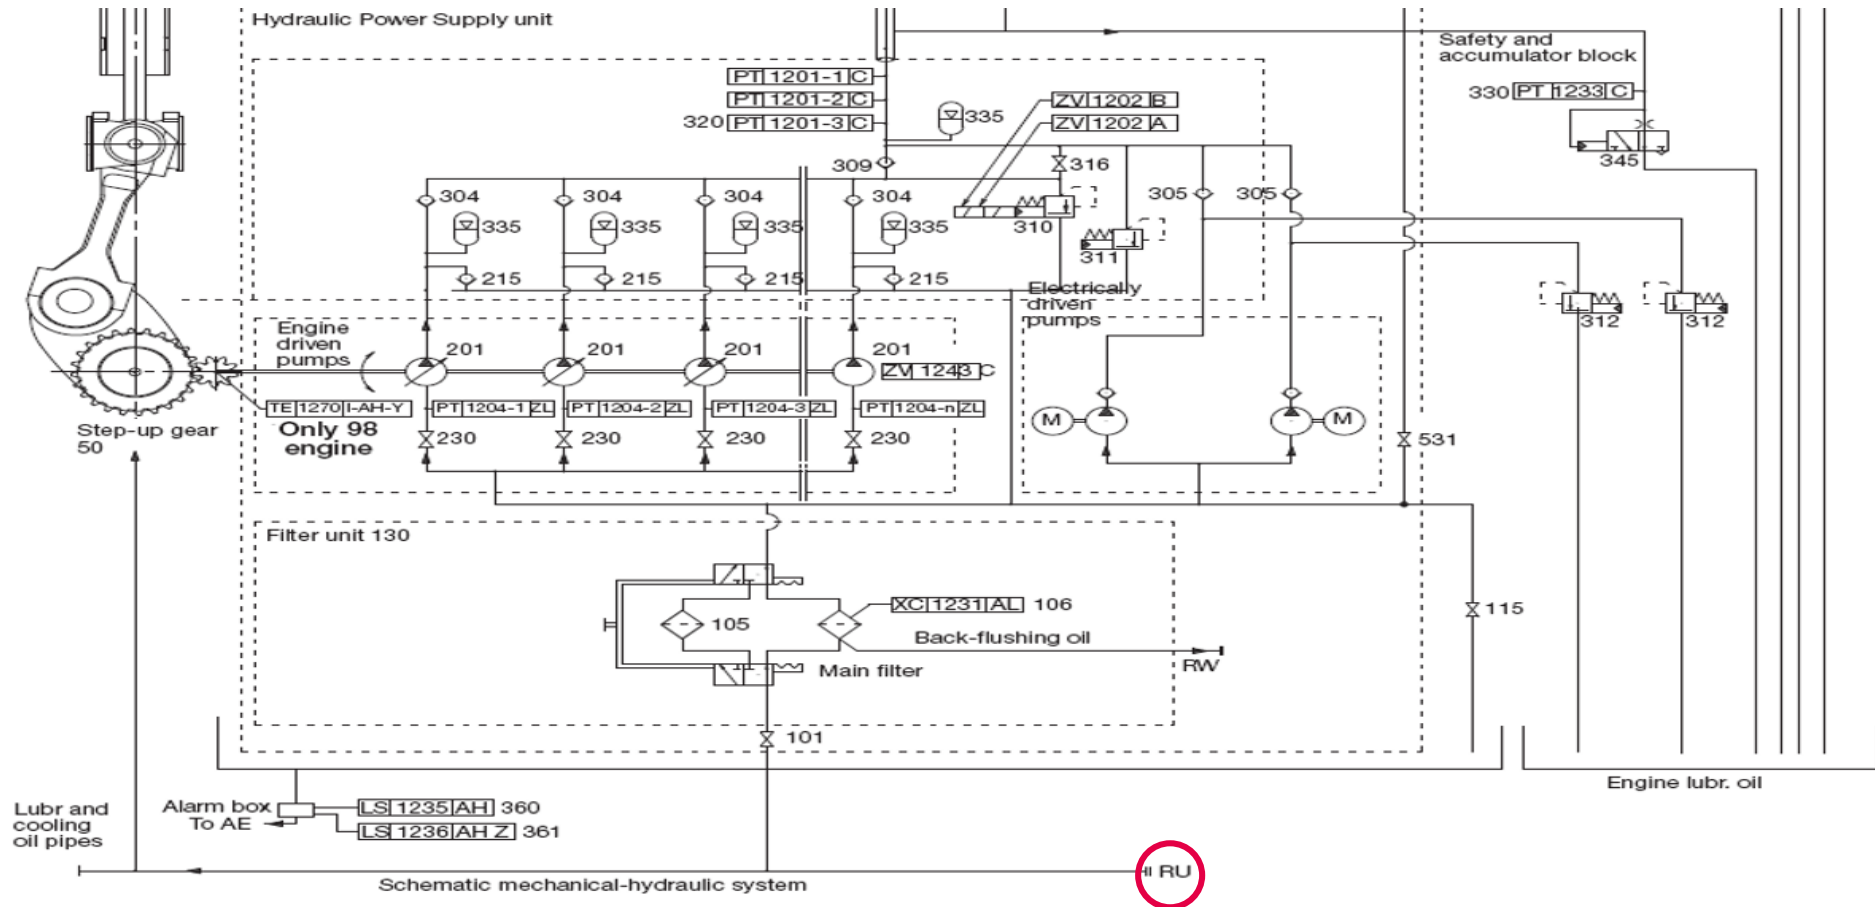 Hydraulic Power Supply unit
Safety and
accumulator block
PT 1201-1 C
PT 1201-2 C
320 PT 1201-3 C
335
ZV 1202 B
ZV 1202 A
330 PT 1233 C
345
309
316
304
304
304
304
305
305
335
335
335
335
310
311
215
215
215
215
Electrically
driven
pumps
312
312
Engine
driven
pumps
201
201
201
201
ZV 1243 C
TE 1270 I-AH-Y
PT 1204-1 ZL
PT 1204-2 ZL
PT 1204-3 ZL
PT 1204-n ZL
M
M
Step-up gear
50
Only 98
engine
230
230
230
230
531
Filter unit 130
105
XC 1231 AL 106
115
Back-flushing oil
RW
Main filter
101
Engine lubr. oil
Lubr and
cooling
oil pipes
Alarm box
To AE
LS 1235 AH 360
LS 1236 AH Z 361
RU
Schematic mechanical-hydraulic system